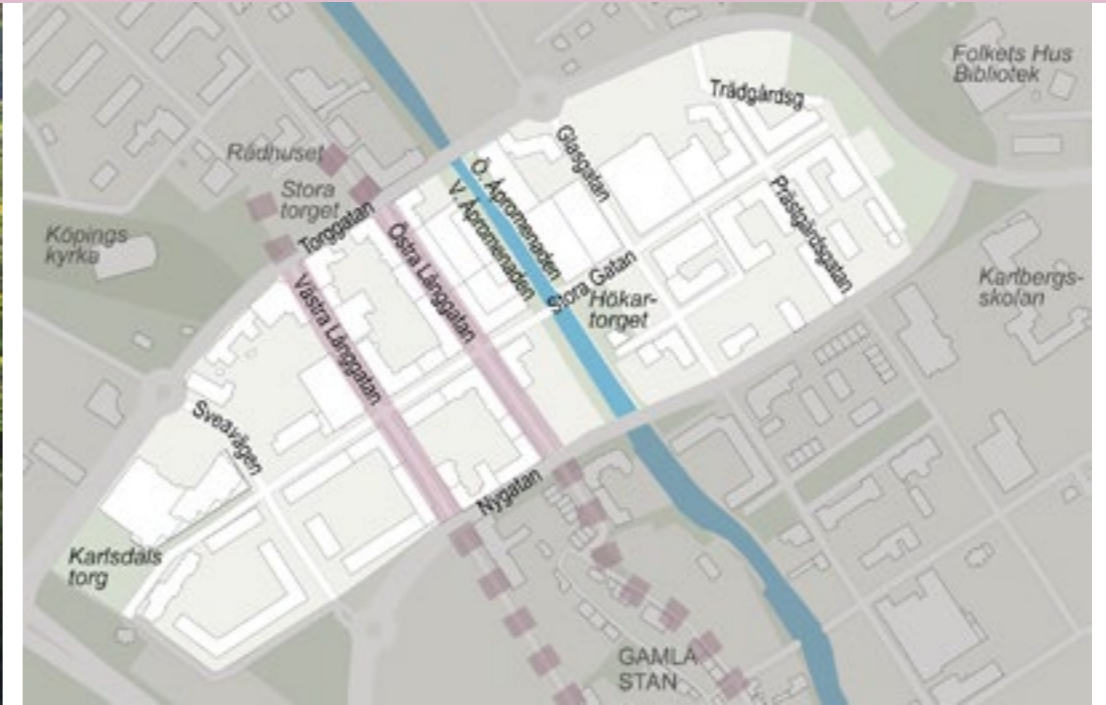 Folkets Hus
Bibliotek
Trädgårdsg
Glasgatan
Rådhuset
Stora
torget
Ö. Åpromenaden
V. Åpromenaden
Prästgårdsgatan
Köpings
kyrka
Torggatan
Östra Långgatan
Stora Gatan
Hökar-
torget
Karlbergs-
skolan
Västra Långgatan
Sveavägen
Nygatan
Karlsdals
torg
GAMLA
STAN